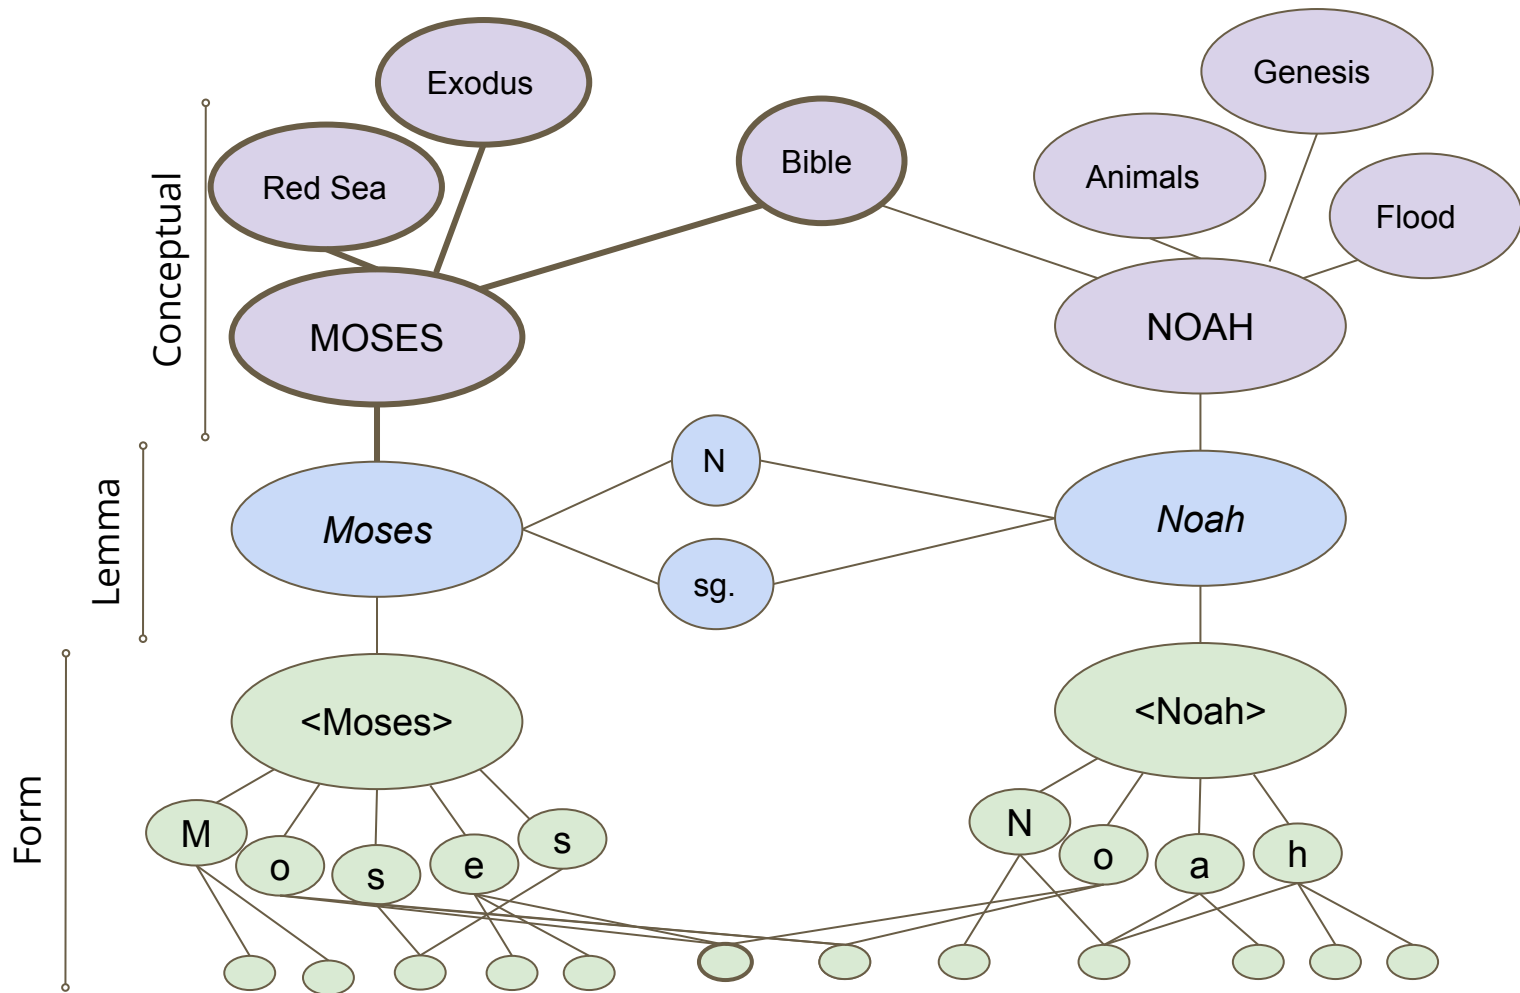 Exodus
Genesis
Bible
Animals
Red Sea
Flood
Conceptual
MOSES
NOAH
N
Moses
Noah
Lemma
sg.
<Moses>
<Noah>
Form
M
o
s
e
s
N
o
a
h